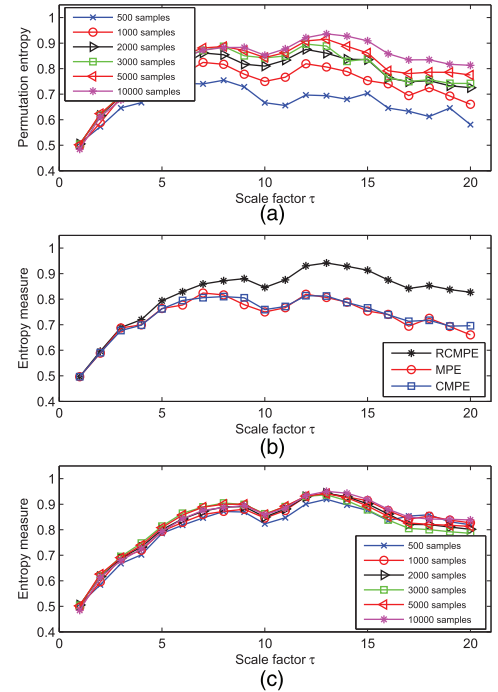 1
0.9
0.8
0.7
0.6
0.5
0.4
Permutation entropy
500 samples
1000 samples
2000 samples
3000 samples
5000 samples
10000 samples
0 5 10 15 20
Scale factor τ
(a)
1
0.9
0.8
0.7
0.6
0.5
0.4
Entropy measure
RCMPE
MPE
CMPE
0 5 10 15 20
Scale factor τ
(b)
1
0.9
0.8
0.7
0.6
0.5
0.4
Entropy measure
500 samples
1000 samples
2000 samples
3000 samples
5000 samples
10000 samples
0 5 10 15 20
Scale factor τ
(c)